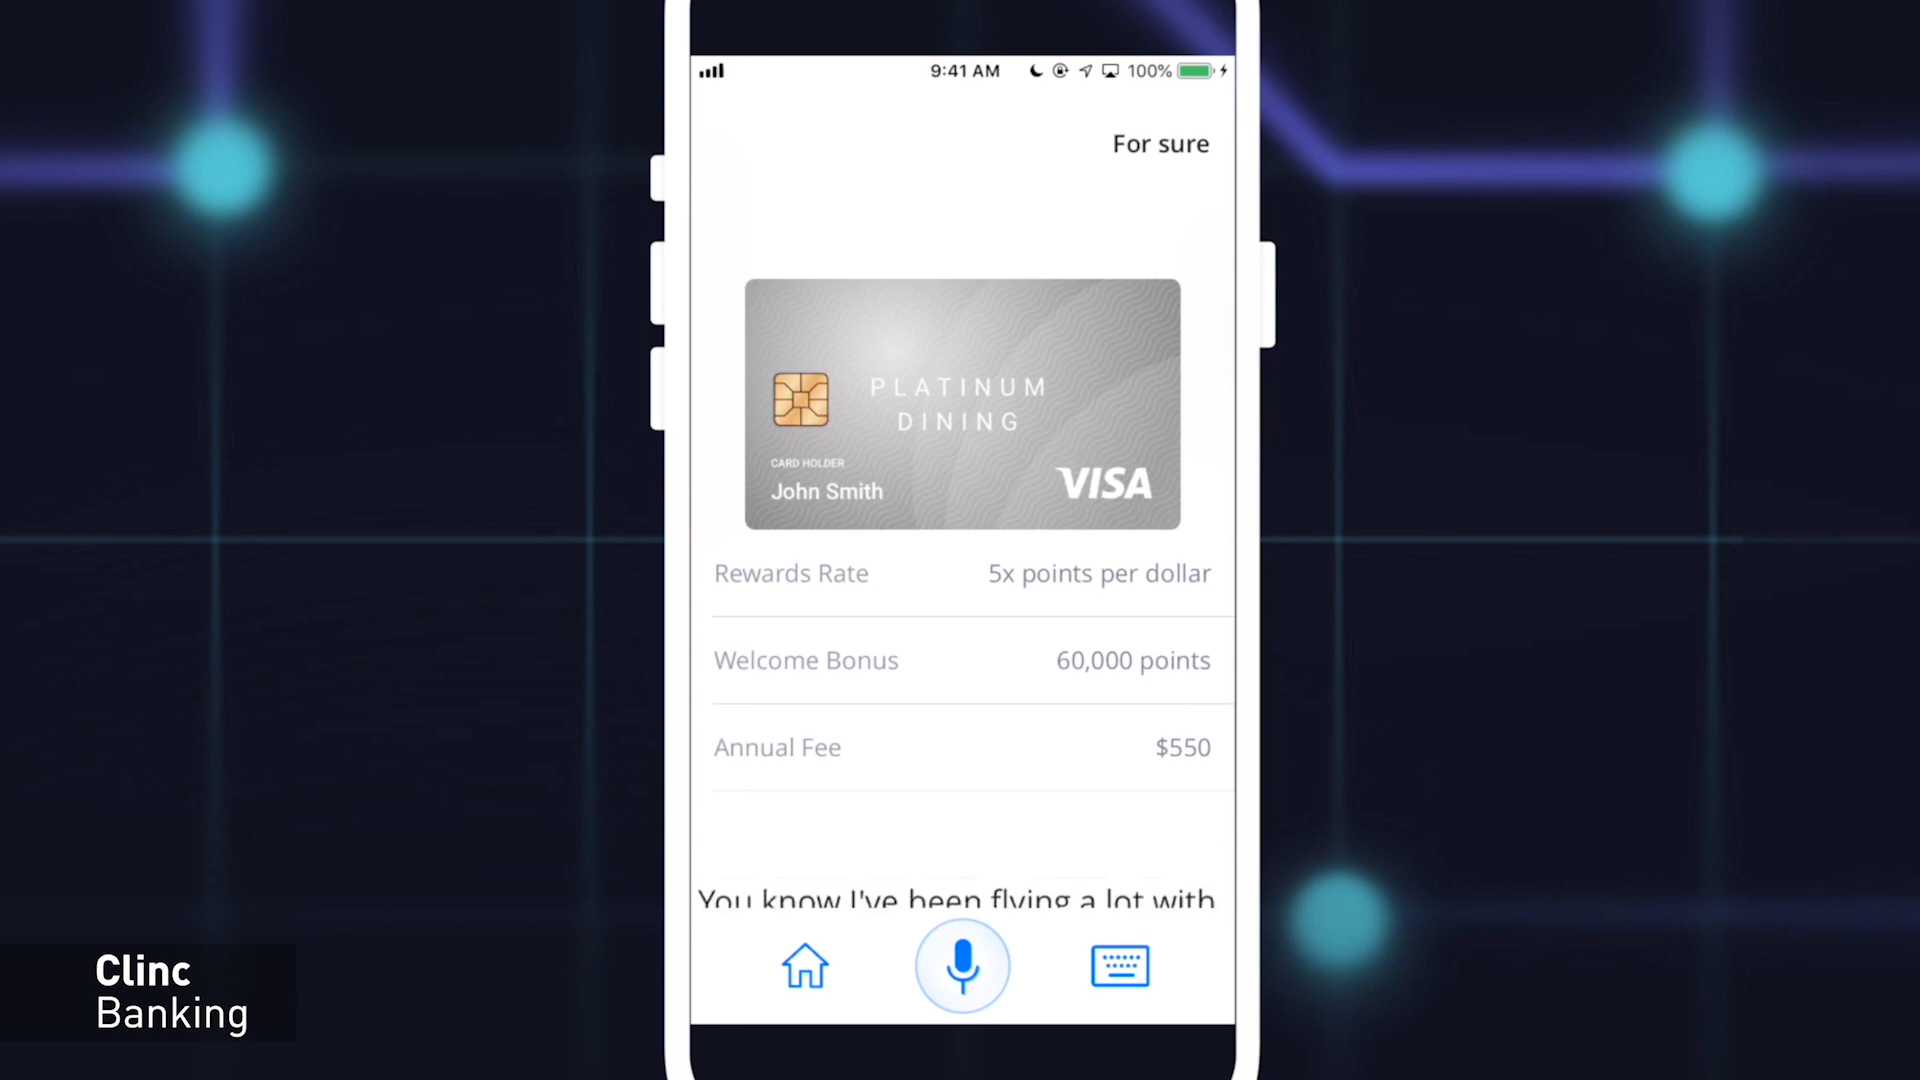 9:41 AM
100%
For sure
PLATINUM
DINING
CARD HOLDER
John Smith
VISA
Rewards Rate
5x points per dollar
Welcome Bonus
60,000 points
Annual Fee
$550
You know I've been flying a lot with
Clinc
Banking